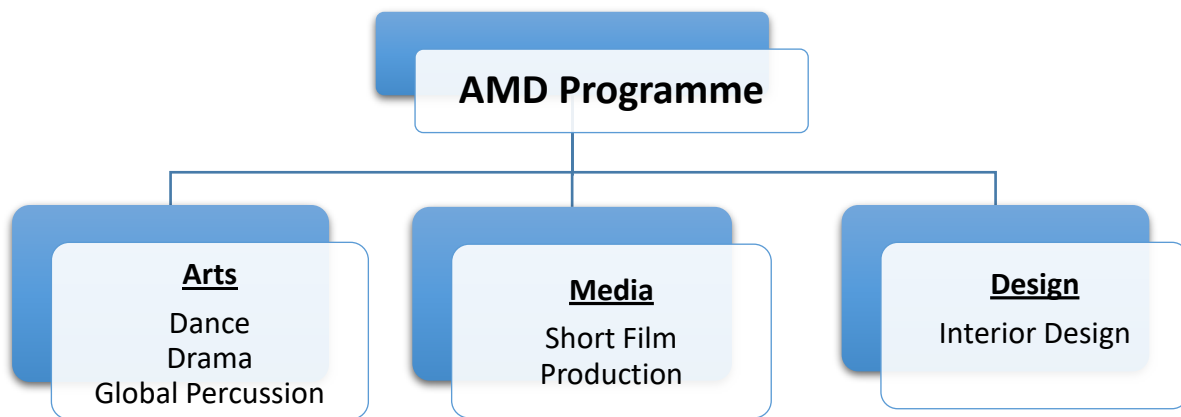 AMD Programme
Arts
Dance
Drama
Global Percussion
Media
Short Film
Production
Design
Interior Design